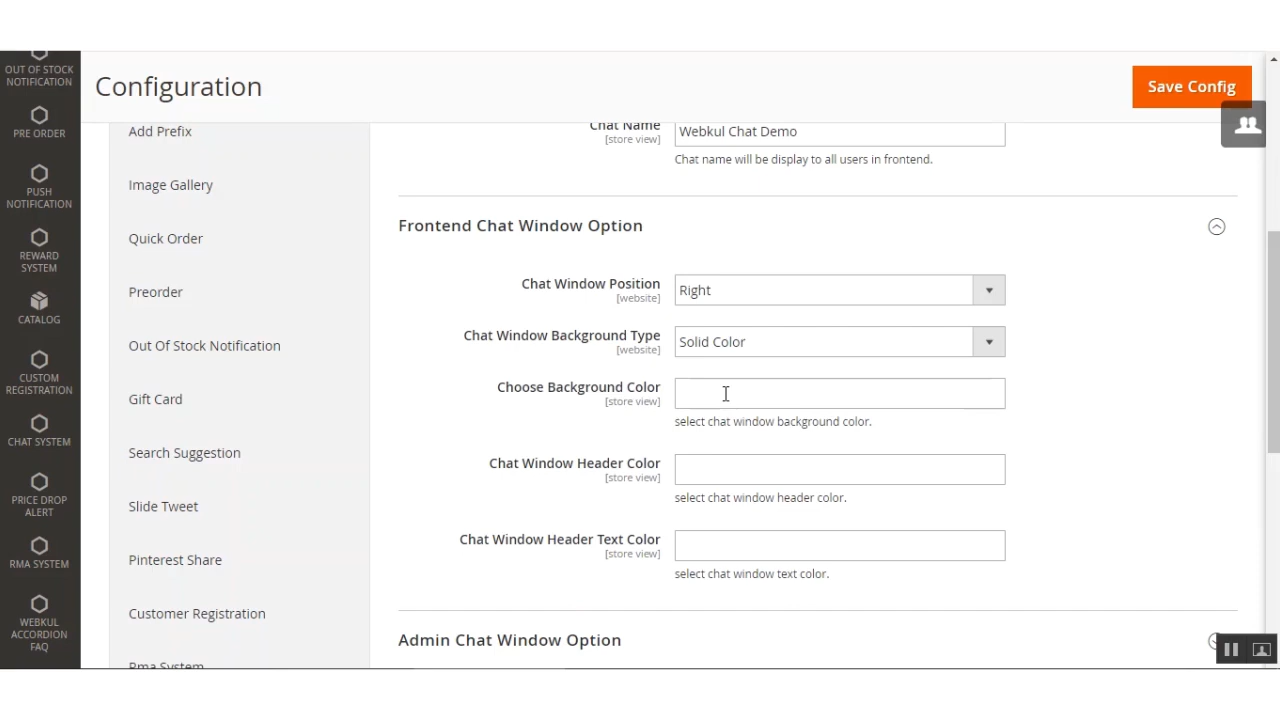 OUT OF STOCK
NOTIFICATION
PRE ORDER
PUSH
NOTIFICATION
REWARD
SYSTEM
CATALOG
CUSTOM
REGISTRATION
CHAT SYSTEM
PRICE DROP
ALERT
RMA SYSTEM
WEBKUL
ACCORDION
FAQ
Configuration
Save Config
Add Prefix
Image Gallery
Quick Order
Preorder
Out Of Stock Notification
Gift Card
Search Suggestion
Slide Tweet
Pinterest Share
Customer Registration
Rma System
Chat Name
[store view]
Webkul Chat Demo
Chat name will be display to all users in frontend.
Frontend Chat Window Option
Chat Window Position
[website]
Right
Chat Window Background Type
[website]
Solid Color
Choose Background Color
[store view]
select chat window background color.
Chat Window Header Color
[store view]
select chat window header color.
Chat Window Header Text Color
[store view]
select chat window text color.
Admin Chat Window Option